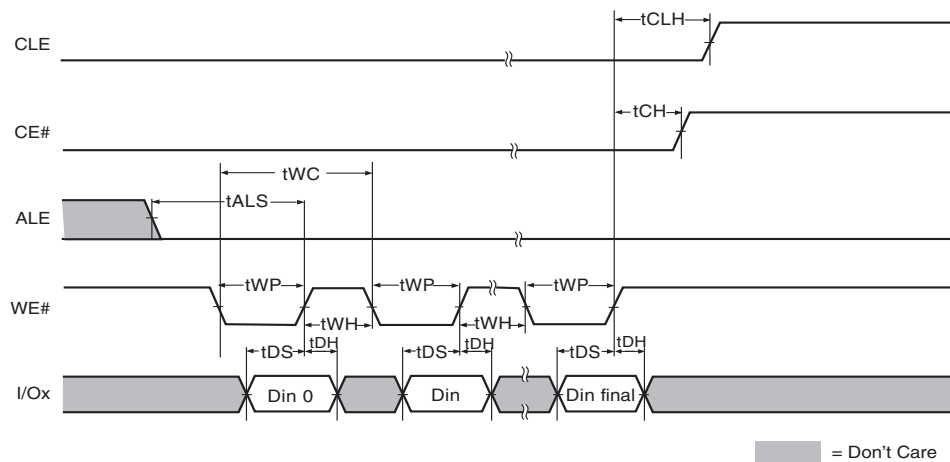 tCLH
CLE
tCH
CE#
tWC
tALS
ALE
tWP tWP tWP
WE#
tWH tWH
tDS tDH tDS tDH tDS tDH
I/Ox Din 0 Din Din final
= Don't Care